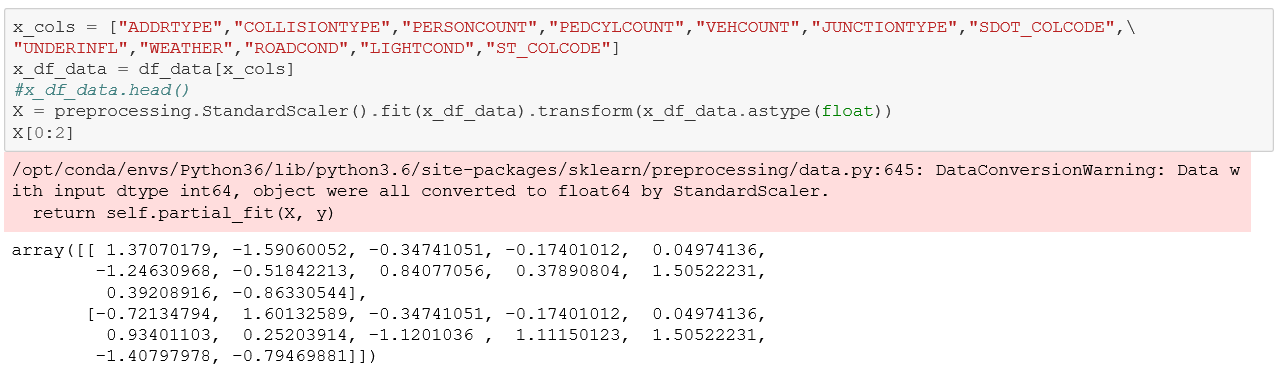 x_cols = ["ADDRTYPE","COLLISIONTYPE","PERSONCOUNT","PEDCYLCOUNT","VEHCOUNT","JUNCTIONTYPE","SDOT_COLCODE",\
"UNDERINFL","WEATHER","ROADCOND","LIGHTCOND","ST_COLCODE"]
x_df_data = df_data[x_cols]
#x_df_data.head()
X = preprocessing.StandardScaler().fit(x_df_data).transform(x_df_data.astype(float))
X[0:2]
/opt/conda/envs/Python36/lib/python3.6/site-packages/sklearn/preprocessing/data.py:645: DataConversionWarning: Data w
ith input dtype int64, object were all converted to float64 by StandardScaler.
  return self.partial_fit(X, y)
array([[ 1.37070179, -1.59060052, -0.34741051, -0.17401012,  0.04974136,
        -1.24630968, -0.51842213,  0.84077056,  0.37890804,  1.50522231,
         0.39208916, -0.86330544],
       [-0.72134794,  1.60132589, -0.34741051, -0.17401012,  0.04974136,
         0.93401103,  0.25203914, -1.1201036 ,  1.11150123,  1.50522231,
        -1.40797978, -0.79469881]])